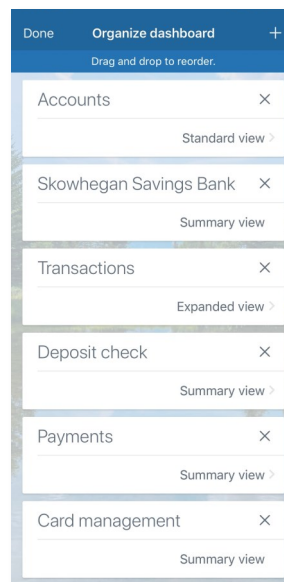 Done Organize dashboard +
Drag and drop to reorder.
Accounts
Standard view
Skowhegan Savings Bank
Summary view
Transactions
Expanded view
Deposit check
Summary view
Payments
Summary view
Card management
Summary view